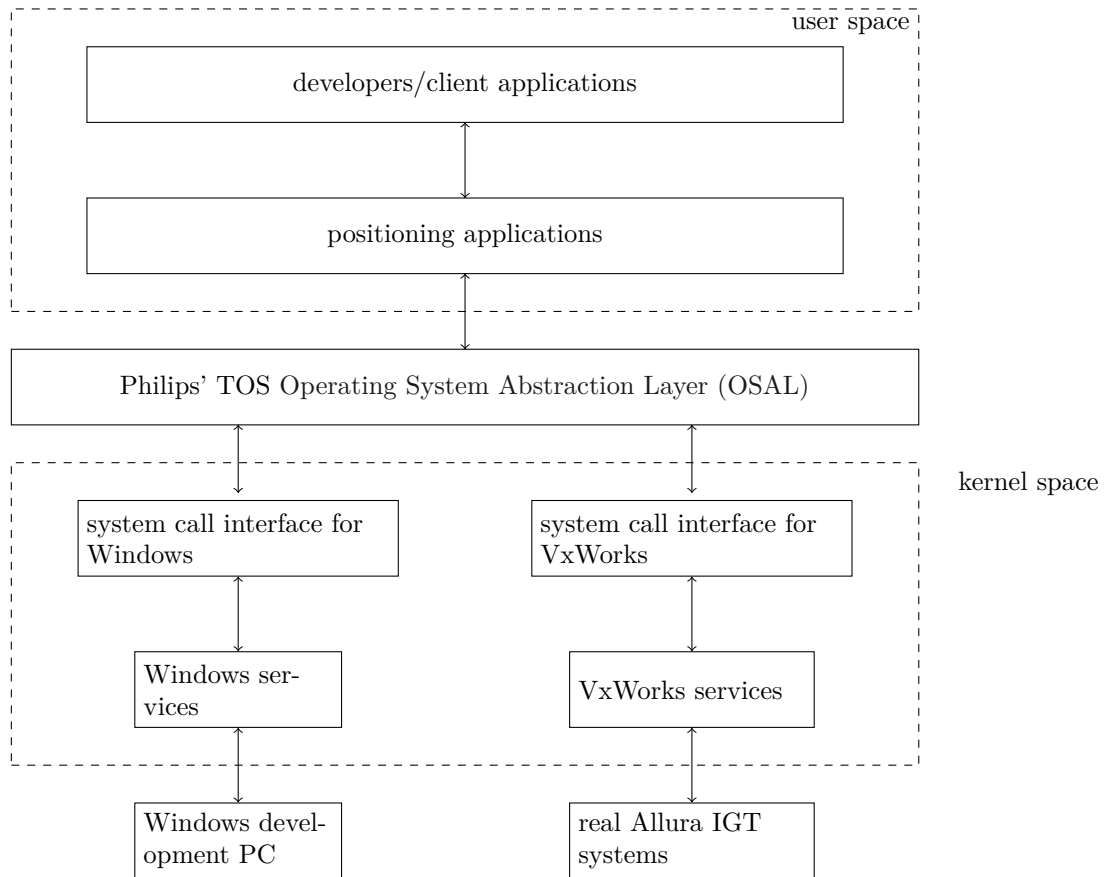 user space
developers/client applications
positioning applications
Philips’ TOS Operating System Abstraction Layer (OSAL)
kernel space
system call interface for
Windows
system call interface for
VxWorks
Windows ser-
vices
VxWorks services
Windows devel-
opment PC
real Allura IGT
systems